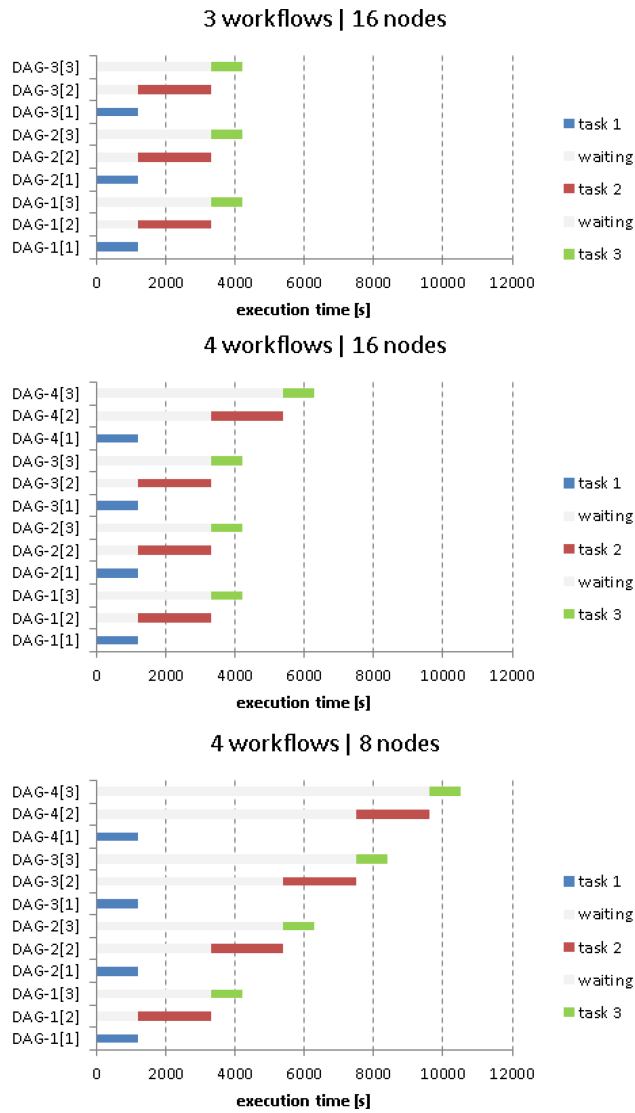 3 workflows | 16 nodes
DAG-3[3]
DAG-3[2]
DAG-3[1]
DAG-2[3]
DAG-2[2]
DAG-2[1]
DAG-1[3]
DAG-1[2]
DAG-1[1]
task 1
waiting
task 2
waiting
task 3
0 2000 4000 6000 8000 10000 12000
execution time [s]
4 workflows | 16 nodes
DAG-4[3]
DAG-4[2]
DAG-4[1]
DAG-3[3]
DAG-3[2]
DAG-3[1]
DAG-2[3]
DAG-2[2]
DAG-2[1]
DAG-1[3]
DAG-1[2]
DAG-1[1]
task 1
waiting
task 2
waiting
task 3
0 2000 4000 6000 8000 10000 12000
execution time [s]
4 workflows | 8 nodes
DAG-4[3]
DAG-4[2]
DAG-4[1]
DAG-3[3]
DAG-3[2]
DAG-3[1]
DAG-2[3]
DAG-2[2]
DAG-2[1]
DAG-1[3]
DAG-1[2]
DAG-1[1]
task 1
waiting
task 2
waiting
task 3
0 2000 4000 6000 8000 10000 12000
execution time [s]